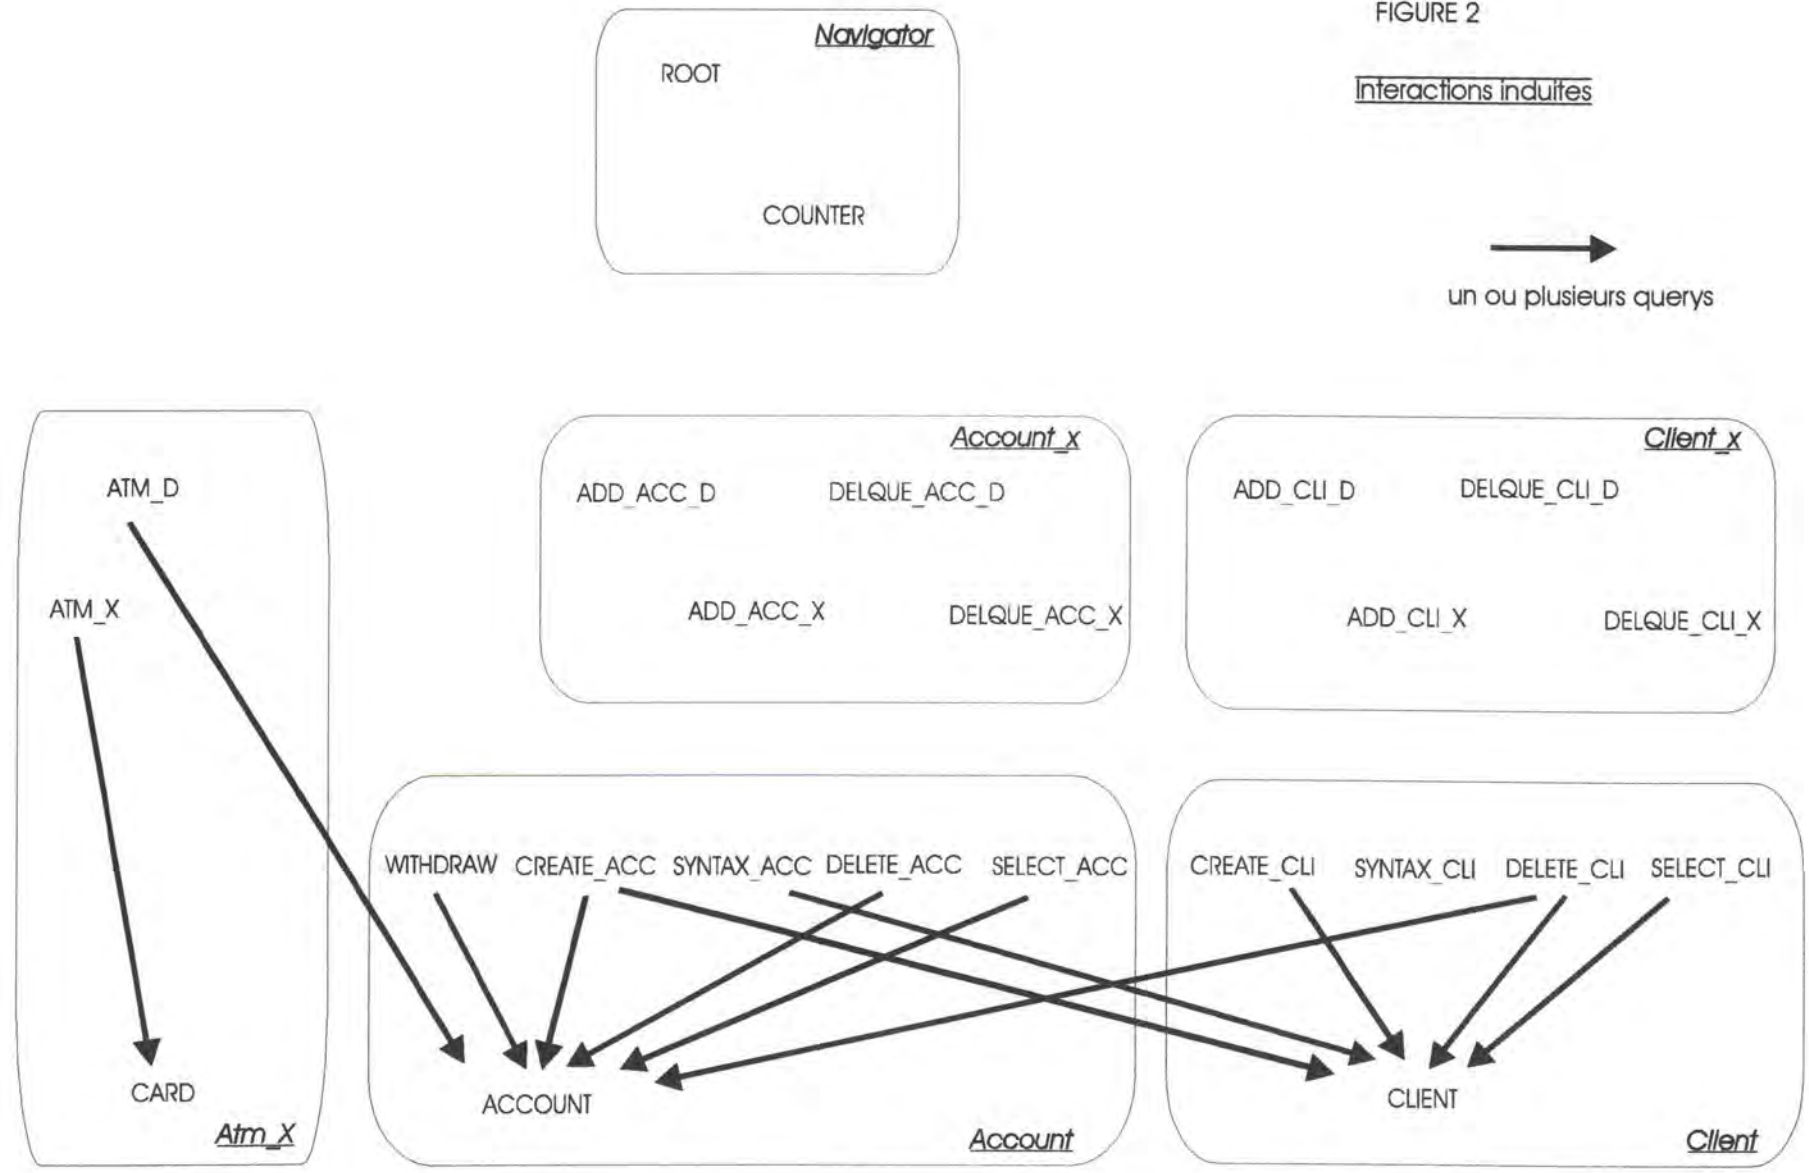 FIGURE 2
Interactions induites
un ou plusieurs querys
Navigator
ROOT
COUNTER
ATM_D
ATM_X
CARD
Atm_X
Account_x
ADD_ACC_D
DELQUE_ACC_D
ADD_ACC_X
DELQUE_ACC_X
Client_x
ADD_CLI_D
DELQUE_CLI_D
ADD_CLI_X
DELQUE_CLI_X
WITHDRAW
CREATE_ACC
SYNTAX_ACC
DELETE_ACC
SELECT_ACC
ACCOUNT
Account
CREATE_CLI
SYNTAX_CLI
DELETE_CLI
SELECT_CLI
CLIENT
Client